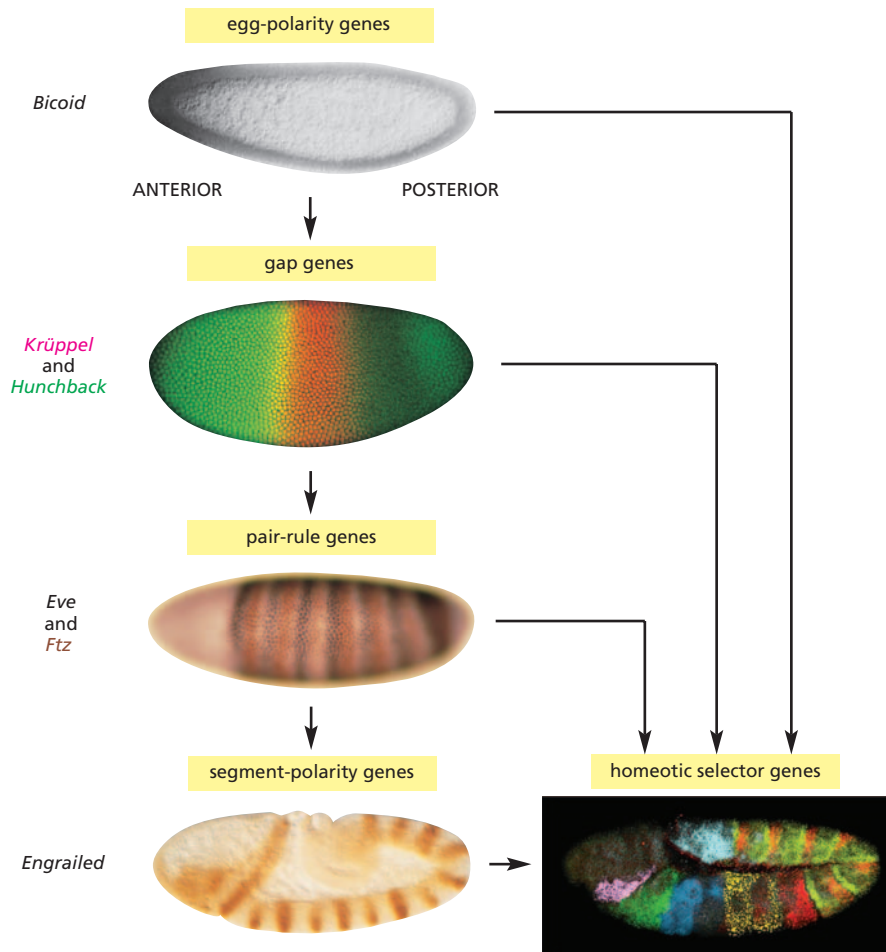 egg-polarity genes
Bicoid
ANTERIOR
POSTERIOR
gap genes
Krüppel
and
Hunchback
pair-rule genes
Eve
and
Ftz
segment-polarity genes
homeotic selector genes
Engrailed